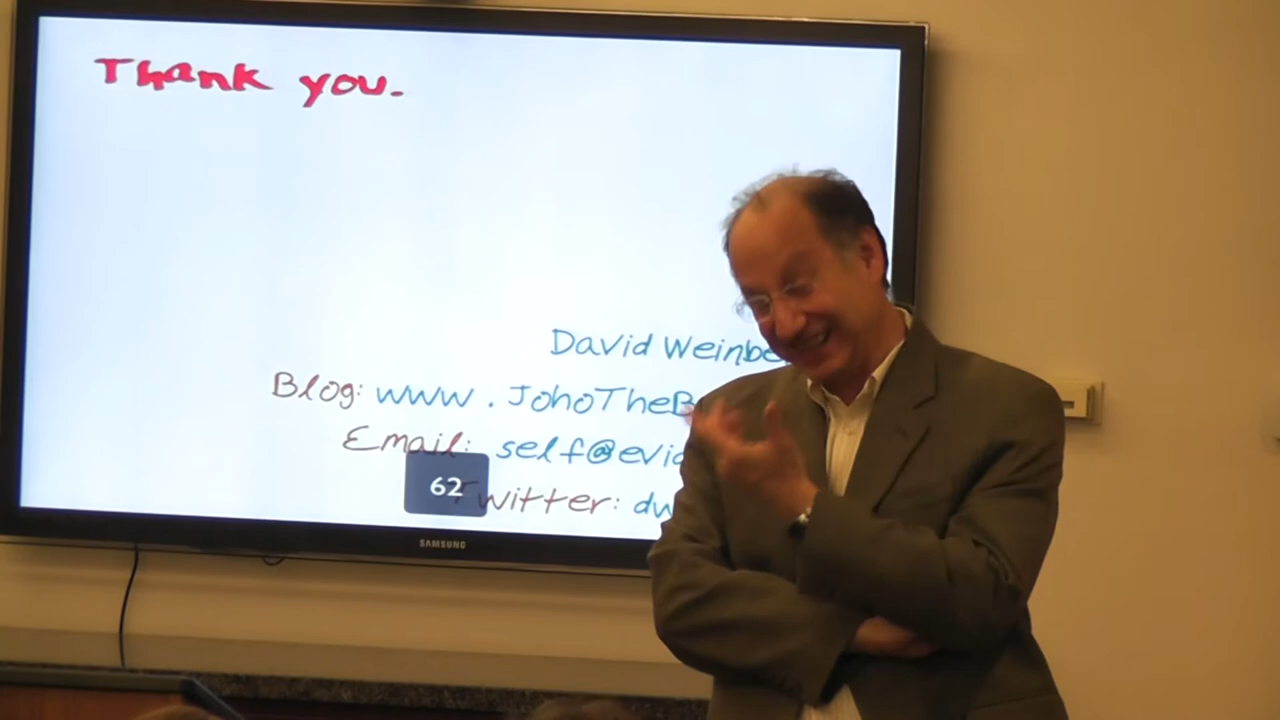 Thank you.
David Weinbe
Blog: www.JohoTheB
Email: self@evid
62
Twitter: dw
SAMSUNG